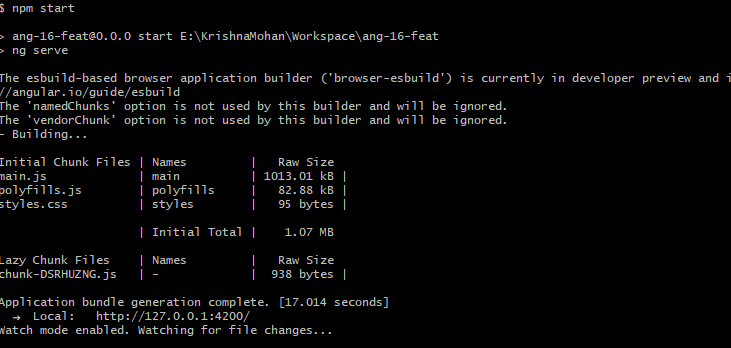 $ npm start
> ang-16-feat@0.0.0 start E:\KrishnaMohan\Workspace\ang-16-feat
> ng serve
The esbuild-based browser application builder ('browser-esbuild') is currently in developer preview and i
//angular.io/guide/esbuild
The 'namedChunks' option is not used by this builder and will be ignored.
The 'vendorChunk' option is not used by this builder and will be ignored.
- Building...
Initial Chunk Files | Names         |   Raw Size
main.js             | main          | 1013.01 kB |
polyfills.js        | polyfills     |   82.88 kB |
styles.css          | styles        |   95 bytes |
                    | Initial Total |    1.07 MB
Lazy Chunk Files    | Names         |   Raw Size
chunk-DSRHUZNG.js   | -             |  938 bytes |
Application bundle generation complete. [17.014 seconds]
  → Local:   http://127.0.0.1:4200/
Watch mode enabled. Watching for file changes...